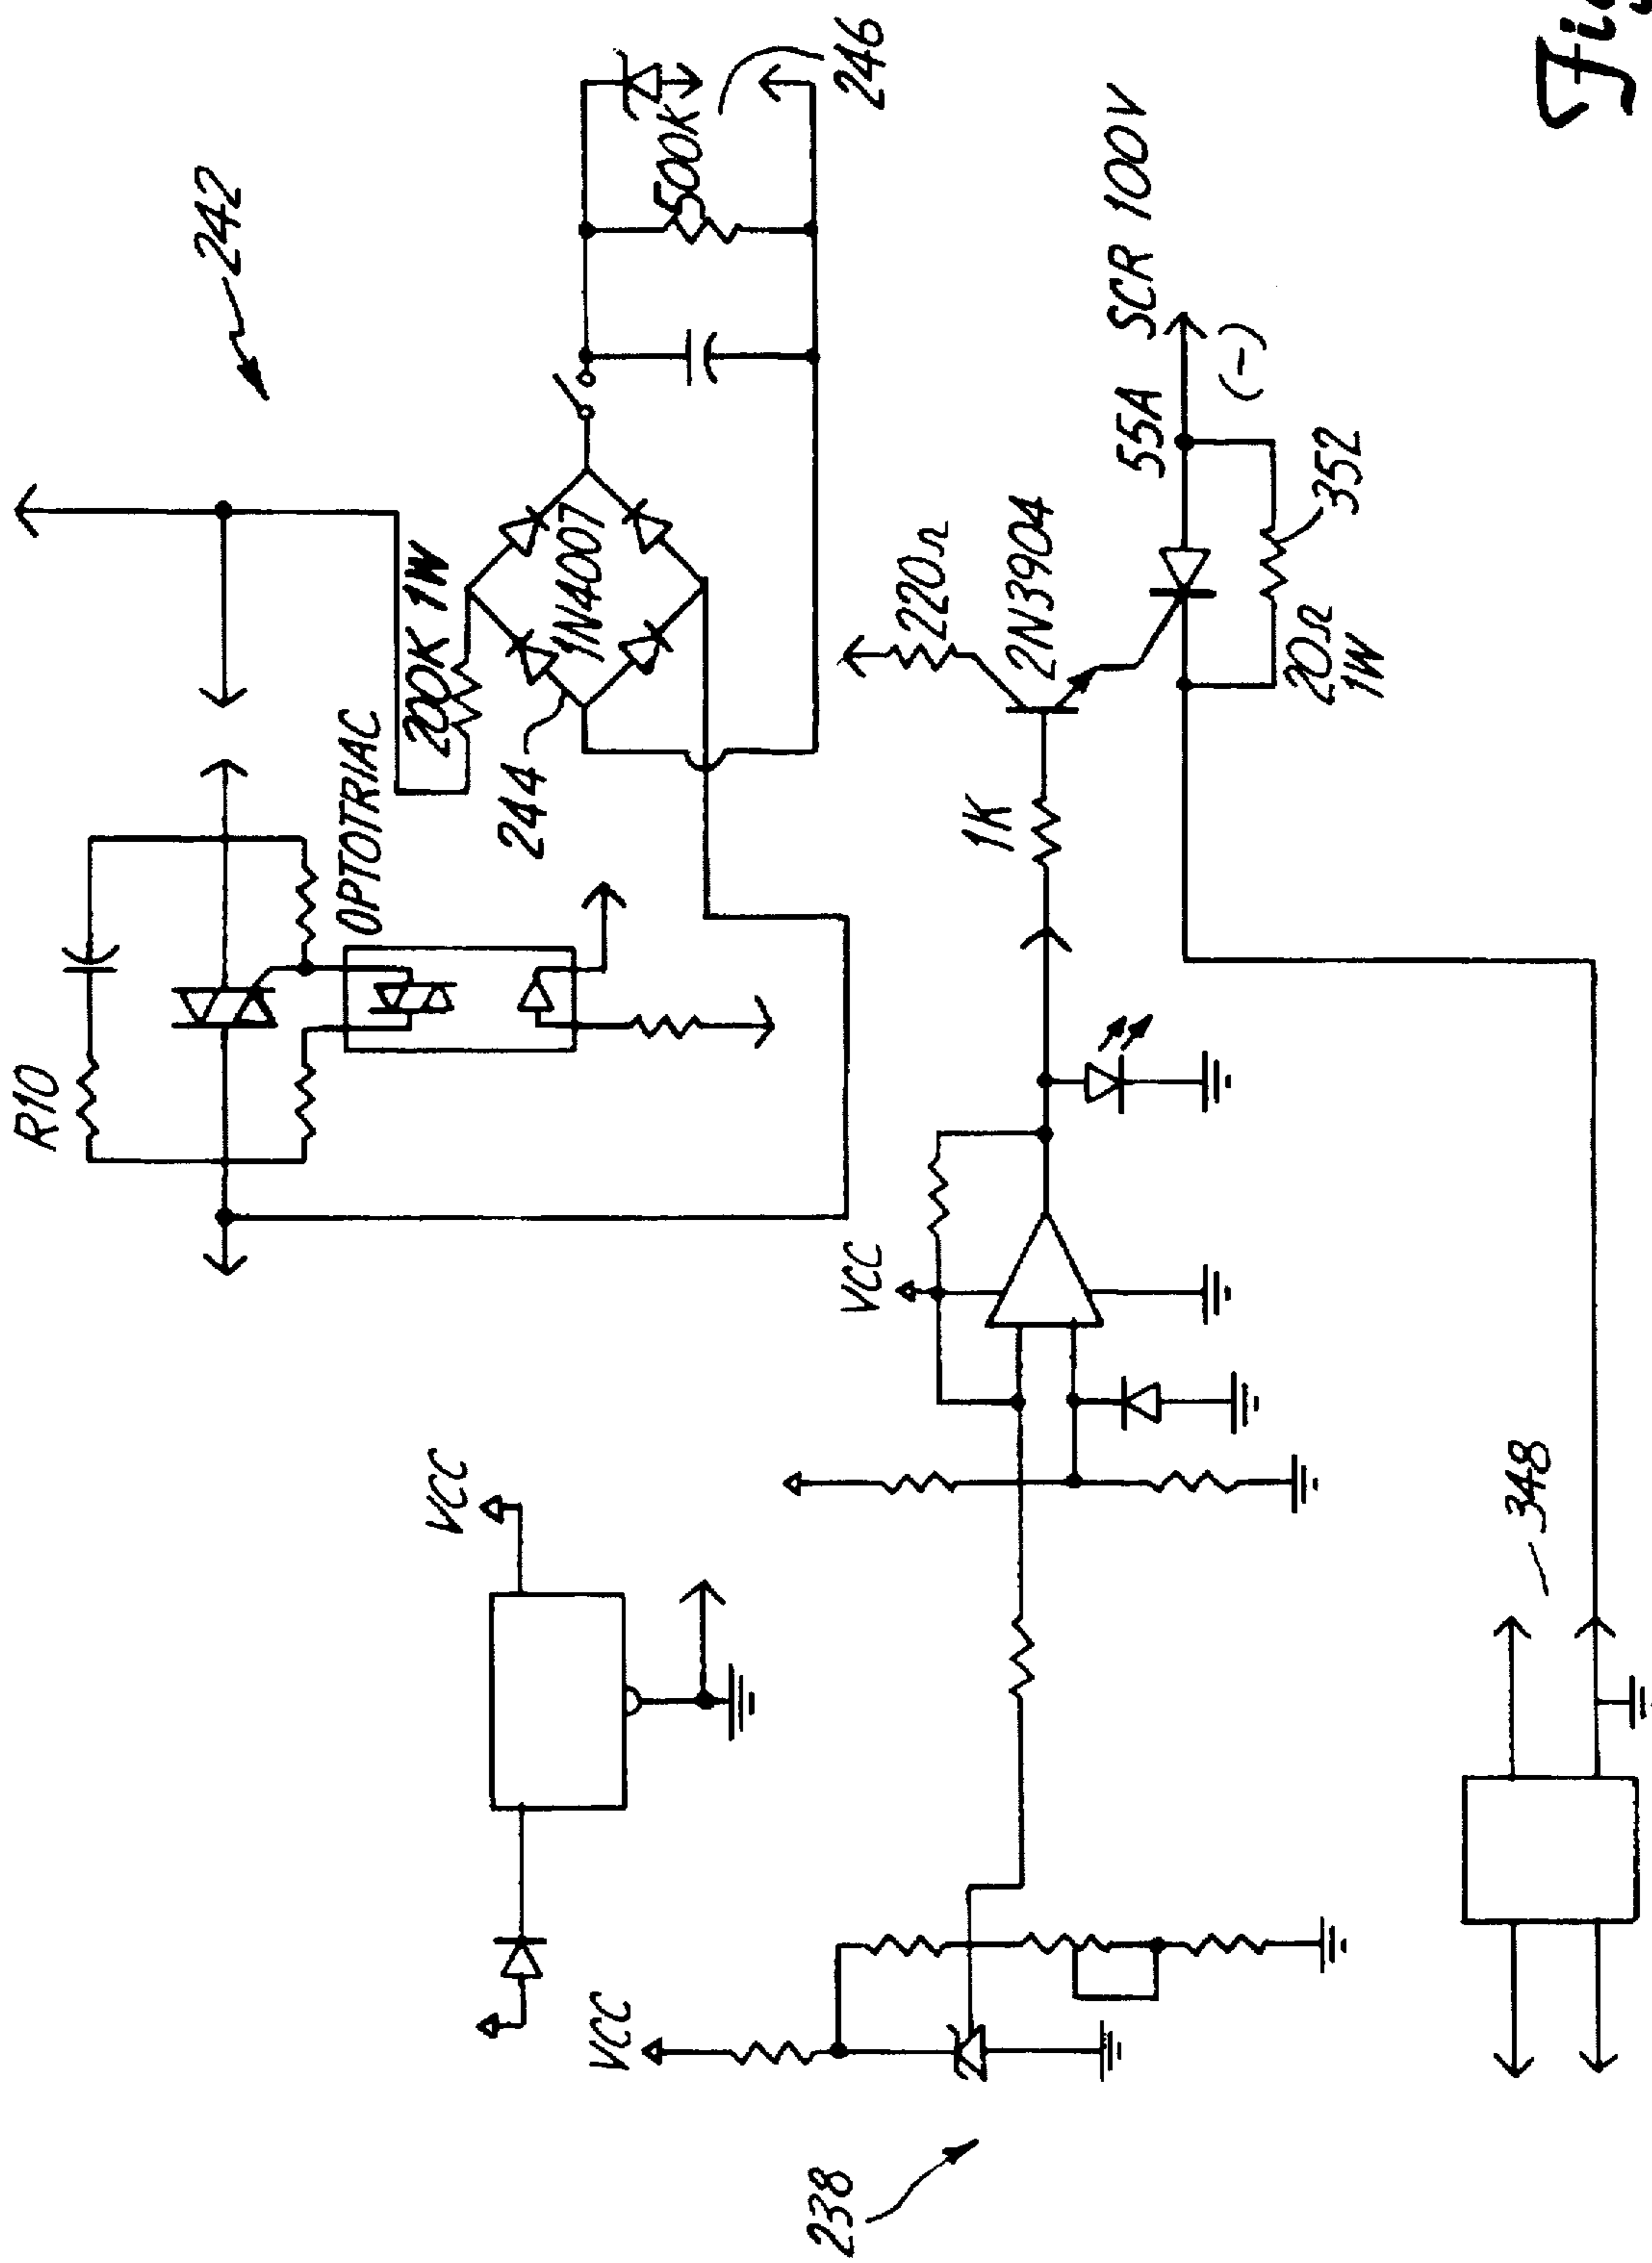 242
R10
OPTOTRIAC
200K 1W
1N4007
500K
244
246
VCC
VCC
VCC
1K
220Ω
2N3904
55A SCR 100V
(-)
20Ω
1W
352
238
348